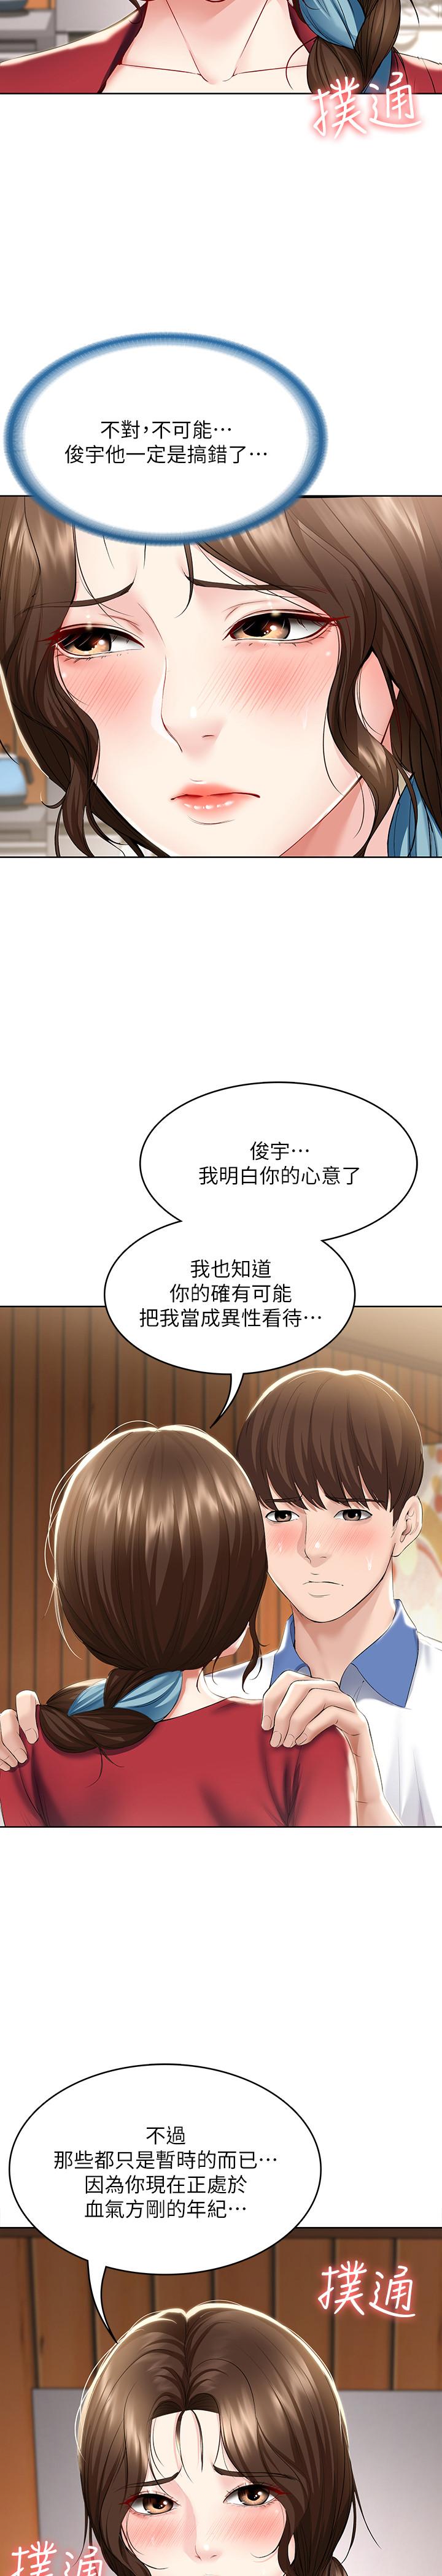 撲通
不對,不可能⋯
俊宇他一定是搞錯了⋯
俊宇⋯
我明白你的心意了
我也知道
你的確有可能
把我當成異性看待⋯
不過
那些都只是暫時的而已⋯
因為你現在正處於
血氣方剛的年紀⋯
撲通
撲通